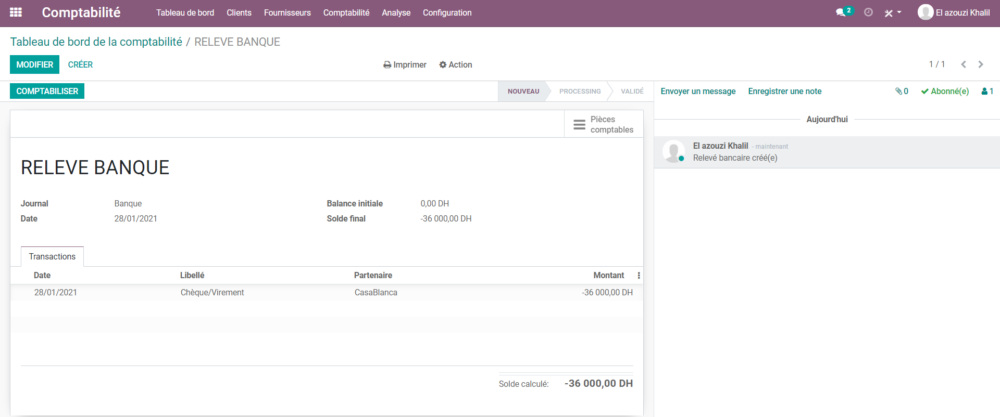 Comptabilité Tableau de bord Clients Fournisseurs Comptabilité Analyse Configuration 2 El azouzi Khalil
Tableau de bord de la comptabilité / RELEVE BANQUE
MODIFIER CRÉER Imprimer Action 1 / 1
COMPTABILISER NOUVEAU PROCESSING VALIDÉ Envoyer un message Enregistrer une note 0 Abonné(e) 1
Pièces
comptables
Aujourd'hui
El azouzi Khalil - maintenant
Relevé bancaire créé(e)
RELEVE BANQUE
Journal Banque Balance initiale 0,00 DH
Date 28/01/2021 Solde final -36 000,00 DH
Transactions
Date Libellé Partenaire Montant
28/01/2021 Chèque/Virement CasaBlanca -36 000,00 DH
Solde calculé: -36 000,00 DH